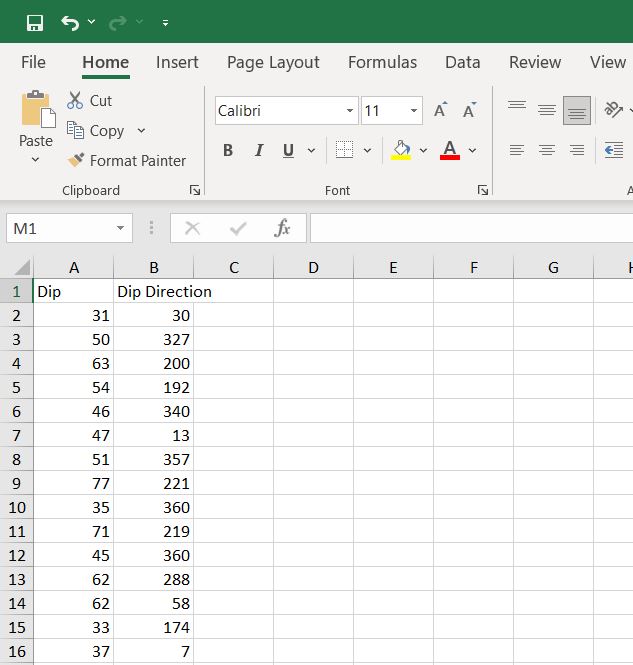 File Home Insert Page Layout Formulas Data Review View
Paste
Cut
Copy
Format Painter
Clipboard
Calibri 11 A A
B I U A
Font
M1 fx
A B C D E F G
1 Dip Dip Direction
2 31 30
3 50 327
4 63 200
5 54 192
6 46 340
7 47 13
8 51 357
9 77 221
10 35 360
11 71 219
12 45 360
13 62 288
14 62 58
15 33 174
16 37 7